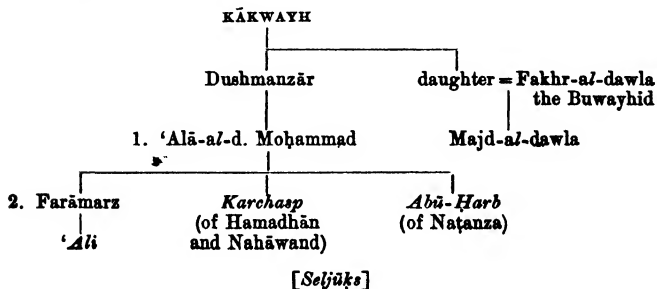 KĀKWAYH
Dushmanzār daughter = Fakhr-al-dawla
the Buwayhid
1. ‘Alā-al-d. Moḥammad Majd-al-dawla
2. Farāmarz Karchasp Abū-Ḥarb
(of Hamadhān (of Naṭanza)
‘Ali and Nahāwand)
[Seljūḳs]